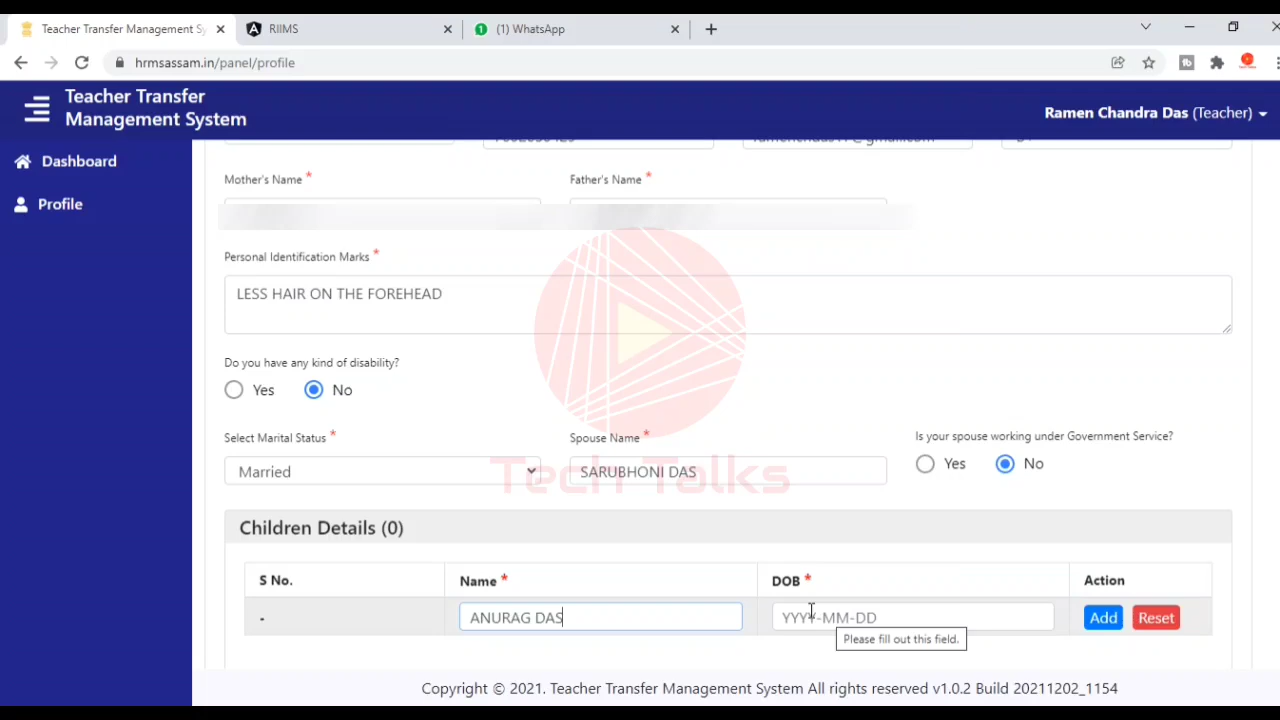 Teacher Transfer Management Sy
RIIMS
(1) WhatsApp
hrmsassam.in/panel/profile
Teacher Transfer
Management System
Ramen Chandra Das (Teacher)
Dashboard
Profile
Mother's Name *
Father's Name *
Personal Identification Marks *
LESS HAIR ON THE FOREHEAD
Do you have any kind of disability?
Yes No
Select Marital Status *
Spouse Name *
Is your spouse working under Government Service?
Married
SARUBHONI DAS
Yes No
Tech Talks
Children Details (0)
S No. Name * DOB * Action
- ANURAG DAS YYYY-MM-DD Add Reset
Please fill out this field.
Copyright © 2021. Teacher Transfer Management System All rights reserved v1.0.2 Build 20211202_1154